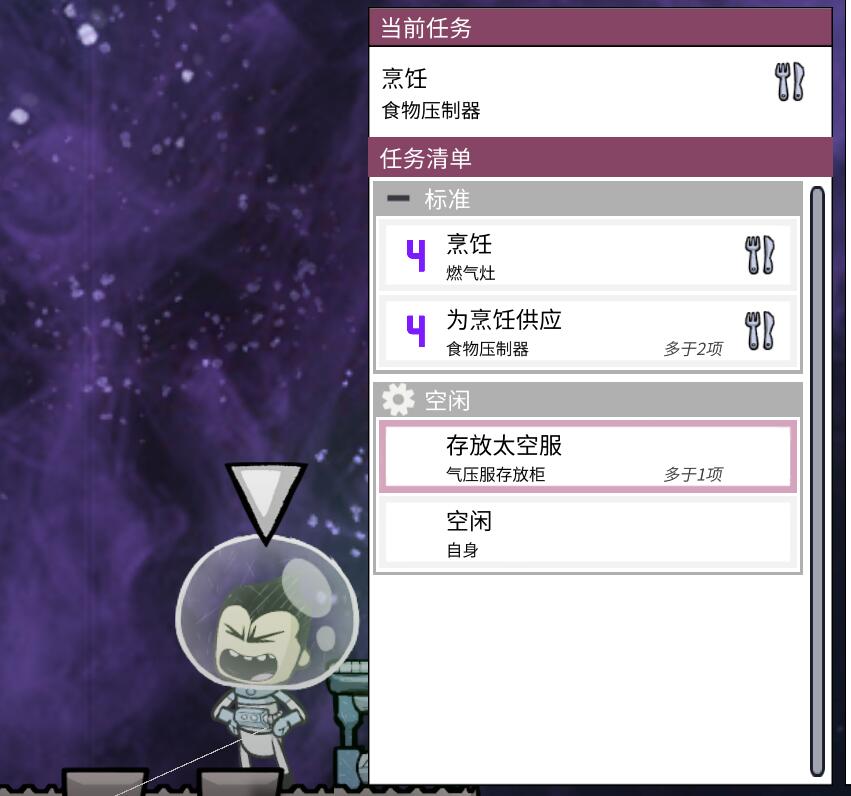 当前任务
烹饪
食物压制器
任务清单
标准
4
烹饪
燃气灶
4
为烹饪供应
食物压制器
多于2项
空闲
存放太空服
气压服存放柜
多于1项
空闲
自身